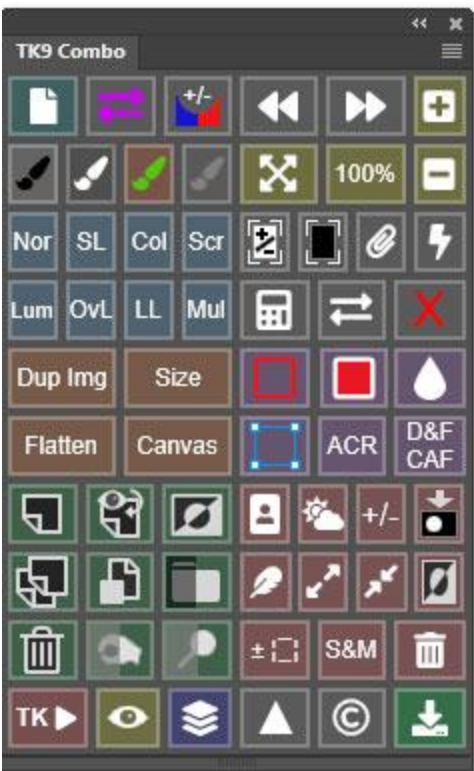 TK9 Combo
+/-
100%
Nor SL Col Scr
Lum OvL LL Mul
X
Dup Img Size
Flatten Canvas ACR D&F
CAF
+/-
S&M
TK
©